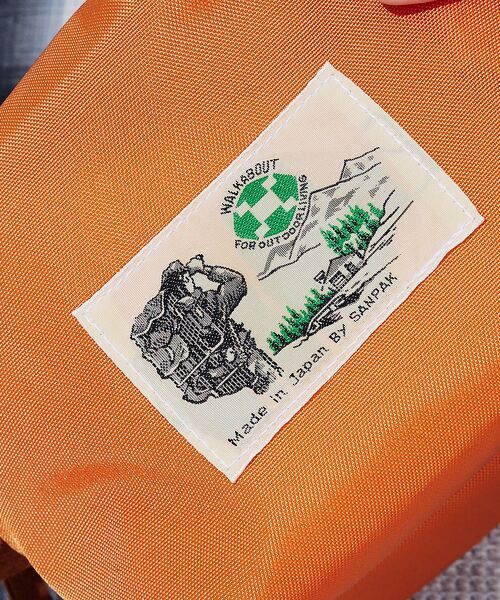 WALKABOUT
FOR OUTDOOR LIVING
Made in Japan By SANPAK